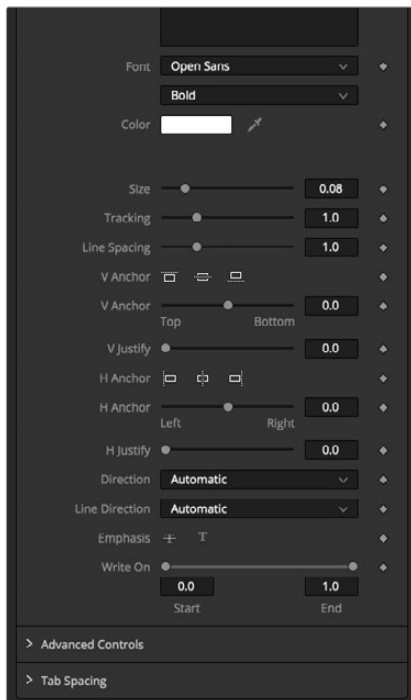 Font Open Sans
Bold
Color
Size 0.08
Tracking 1.0
Line Spacing 1.0
V Anchor
V Anchor 0.0
Top Bottom
V Justify 0.0
H Anchor
H Anchor 0.0
Left Right
H Justify 0.0
Direction Automatic
Line Direction Automatic
Emphasis T
Write On
0.0 1.0
Start End
> Advanced Controls
> Tab Spacing